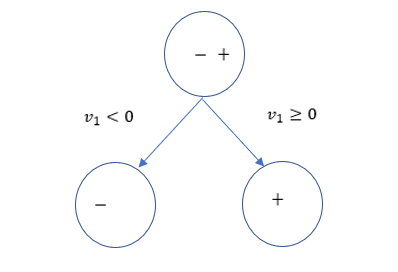 − +
v₁ < 0
v₁ ≥ 0
−
+